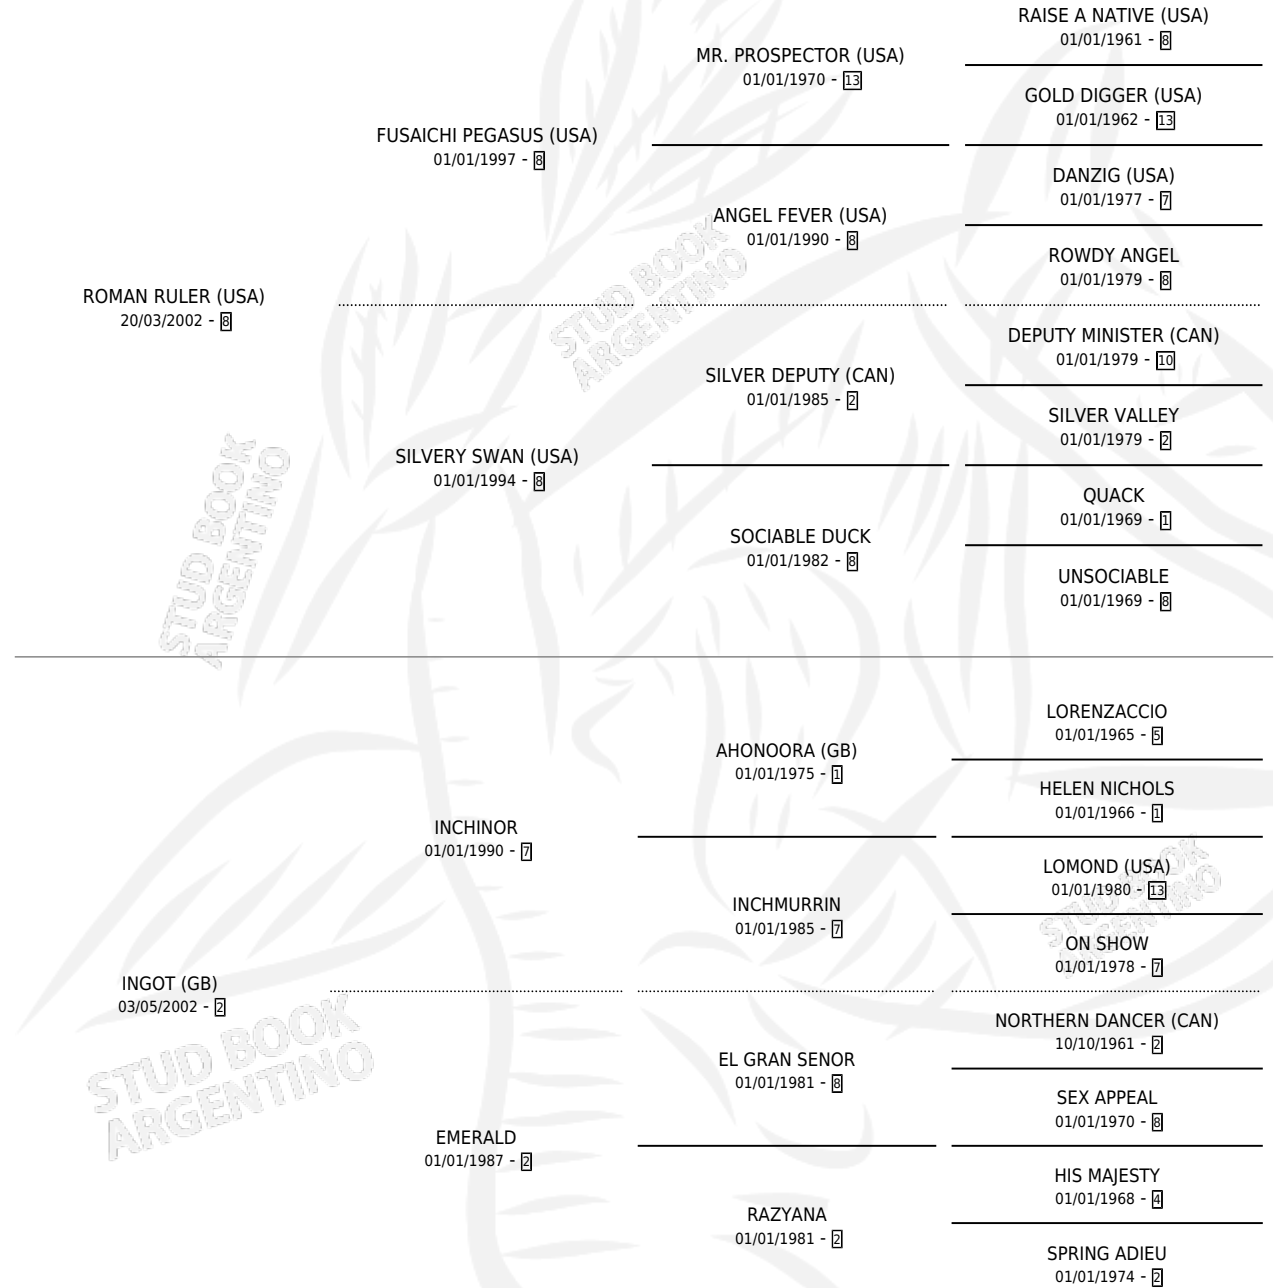 RAISE A NATIVE (USA)
01/01/1961 - 8
MR. PROSPECTOR (USA)
01/01/1970 - 13
GOLD DIGGER (USA)
01/01/1962 - 13
FUSAICHI PEGASUS (USA)
01/01/1997 - 8
DANZIG (USA)
01/01/1977 - 7
ANGEL FEVER (USA)
01/01/1990 - 8
ROWDY ANGEL
01/01/1979 - 8
ROMAN RULER (USA)
20/03/2002 - 8
DEPUTY MINISTER (CAN)
01/01/1979 - 10
SILVER DEPUTY (CAN)
01/01/1985 - 2
SILVER VALLEY
01/01/1979 - 2
SILVERY SWAN (USA)
01/01/1994 - 8
QUACK
01/01/1969 - 1
SOCIABLE DUCK
01/01/1982 - 8
UNSOCIABLE
01/01/1969 - 8
LORENZACCIO
01/01/1965 - 5
AHONOORA (GB)
01/01/1975 - 1
HELEN NICHOLS
01/01/1966 - 1
INCHINOR
01/01/1990 - 7
LOMOND (USA)
01/01/1980 - 13
INCHMURRIN
01/01/1985 - 7
ON SHOW
01/01/1978 - 7
INGOT (GB)
03/05/2002 - 2
NORTHERN DANCER (CAN)
10/10/1961 - 2
EL GRAN SENOR
01/01/1981 - 8
SEX APPEAL
01/01/1970 - 8
EMERALD
01/01/1987 - 2
HIS MAJESTY
01/01/1968 - 4
RAZYANA
01/01/1981 - 2
SPRING ADIEU
01/01/1974 - 2
STUD BOOK
ARGENTINO
STUD BOOK
ARGENTINO
STUD BOOK
ARGENTINO
STUD BOOK
ARGENTINO